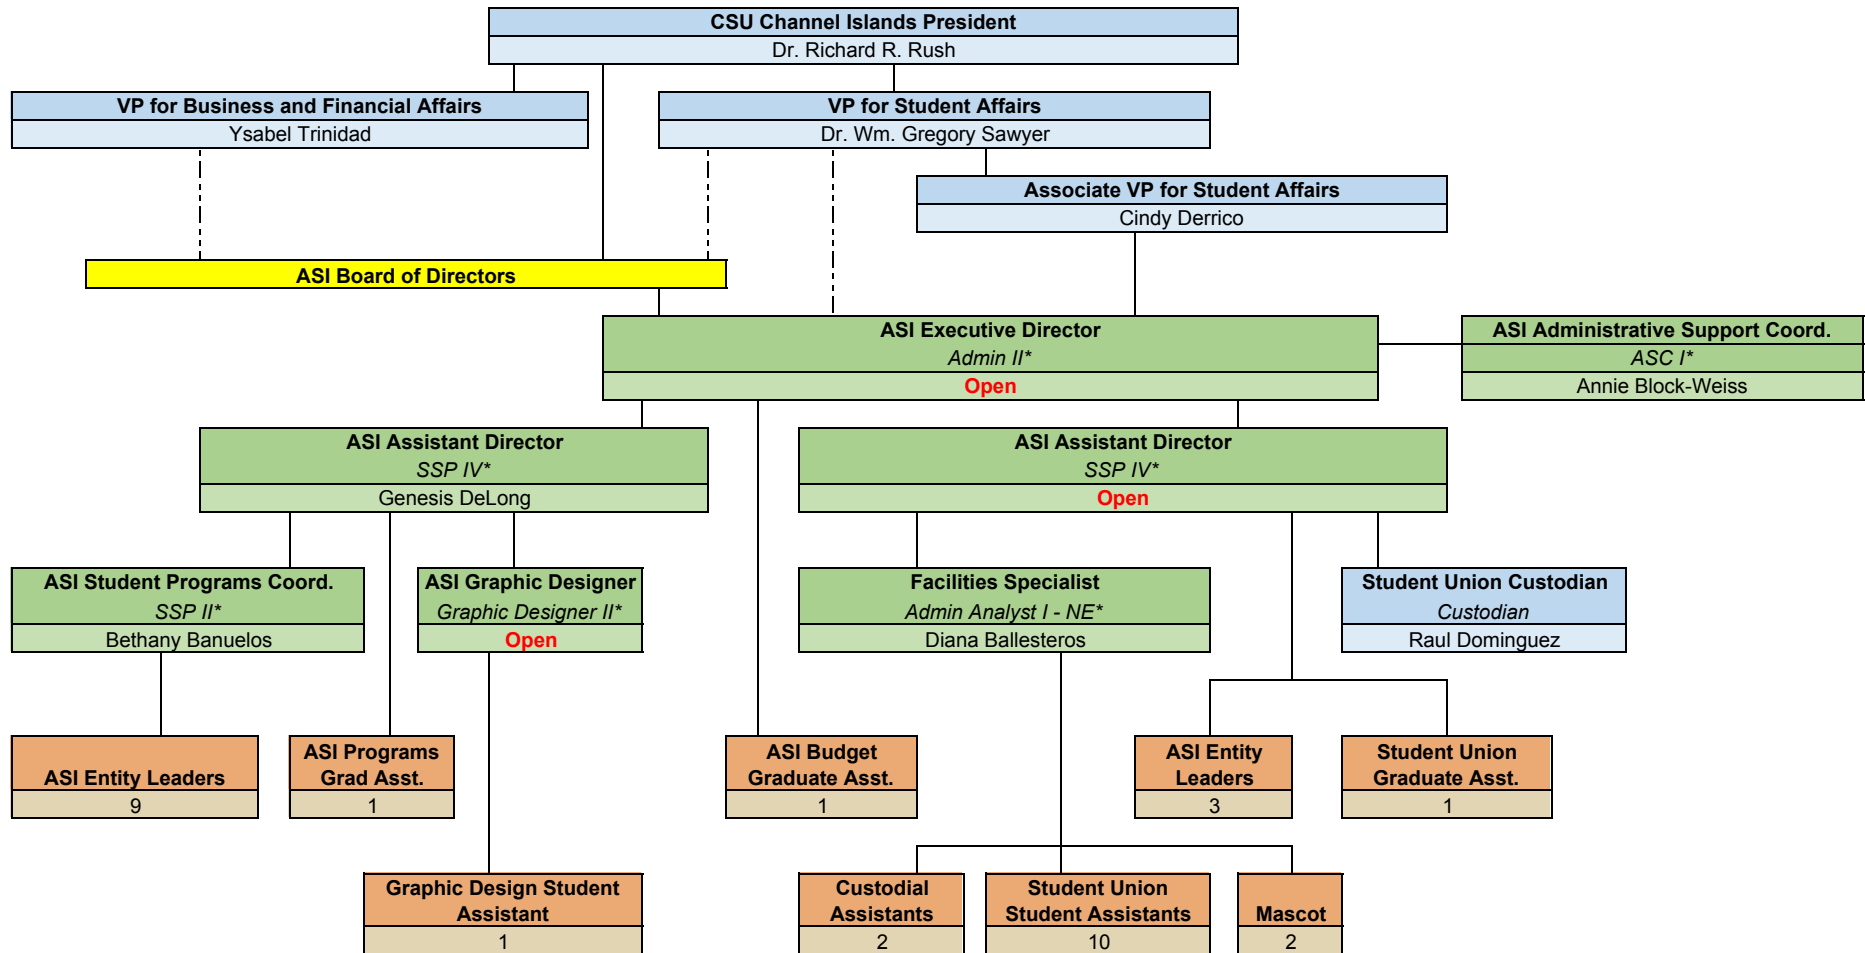 CSU Channel Islands President
Dr. Richard R. Rush
VP for Business and Financial Affairs
Ysabel Trinidad
VP for Student Affairs
Dr. Wm. Gregory Sawyer
Associate VP for Student Affairs
Cindy Derrico
ASI Board of Directors
ASI Executive Director
Admin II*
Open
ASI Administrative Support Coord.
ASC I*
Annie Block-Weiss
ASI Assistant Director
SSP IV*
Genesis DeLong
ASI Assistant Director
SSP IV*
Open
ASI Student Programs Coord.
SSP II*
Bethany Banuelos
ASI Graphic Designer
Graphic Designer II*
Open
Facilities Specialist
Admin Analyst I - NE*
Diana Ballesteros
Student Union Custodian
Custodian
Raul Dominguez
ASI Entity Leaders
9
ASI Programs
Grad Asst.
1
ASI Budget
Graduate Asst.
1
ASI Entity
Leaders
3
Student Union
Graduate Asst.
1
Graphic Design Student
Assistant
1
Custodial
Assistants
2
Student Union
Student Assistants
10
Mascot
2